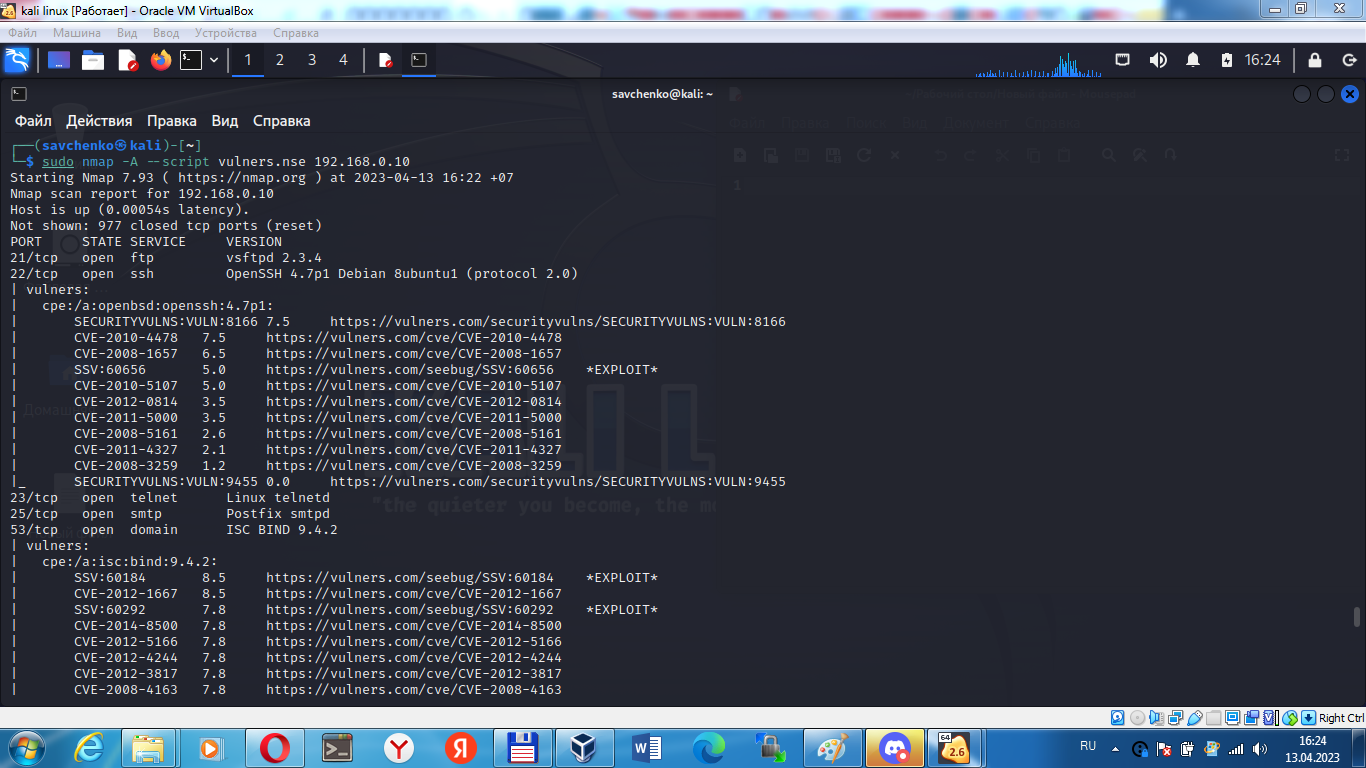 kali linux [Работает] - Oracle VM VirtualBox
Файл Машина Вид Ввод Устройства Справка
1 2 3 4 16:24
savchenko@kali: ~
Файл Действия Правка Вид Справка
┌──(savchenko㉿kali)-[~]
└─$ sudo nmap -A --script vulners.nse 192.168.0.10
Starting Nmap 7.93 ( https://nmap.org ) at 2023-04-13 16:22 +07
Nmap scan report for 192.168.0.10
Host is up (0.00054s latency).
Not shown: 977 closed tcp ports (reset)
PORT STATE SERVICE VERSION
21/tcp open ftp vsftpd 2.3.4
22/tcp open ssh OpenSSH 4.7p1 Debian 8ubuntu1 (protocol 2.0)
| vulners:
| cpe:/a:openbsd:openssh:4.7p1:
| SECURITYVULNS:VULN:8166 7.5 https://vulners.com/securityvulns/SECURITYVULNS:VULN:8166
| CVE-2010-4478 7.5 https://vulners.com/cve/CVE-2010-4478
| CVE-2008-1657 6.5 https://vulners.com/cve/CVE-2008-1657
| SSV:60656 5.0 https://vulners.com/seebug/SSV:60656 *EXPLOIT*
| CVE-2010-5107 5.0 https://vulners.com/cve/CVE-2010-5107
| CVE-2012-0814 3.5 https://vulners.com/cve/CVE-2012-0814
| CVE-2011-5000 3.5 https://vulners.com/cve/CVE-2011-5000
| CVE-2008-5161 2.6 https://vulners.com/cve/CVE-2008-5161
| CVE-2011-4327 2.1 https://vulners.com/cve/CVE-2011-4327
| CVE-2008-3259 1.2 https://vulners.com/cve/CVE-2008-3259
|_ SECURITYVULNS:VULN:9455 0.0 https://vulners.com/securityvulns/SECURITYVULNS:VULN:9455
23/tcp open telnet Linux telnetd
25/tcp open smtp Postfix smtpd
"the quieter you become, the mo
53/tcp open domain ISC BIND 9.4.2
| vulners:
| cpe:/a:isc:bind:9.4.2:
| SSV:60184 8.5 https://vulners.com/seebug/SSV:60184 *EXPLOIT*
| CVE-2012-1667 8.5 https://vulners.com/cve/CVE-2012-1667
| SSV:60292 7.8 https://vulners.com/seebug/SSV:60292 *EXPLOIT*
| CVE-2014-8500 7.8 https://vulners.com/cve/CVE-2014-8500
| CVE-2012-5166 7.8 https://vulners.com/cve/CVE-2012-5166
| CVE-2012-4244 7.8 https://vulners.com/cve/CVE-2012-4244
| CVE-2012-3817 7.8 https://vulners.com/cve/CVE-2012-3817
| CVE-2008-4163 7.8 https://vulners.com/cve/CVE-2008-4163
Right Ctrl
RU 16:24
13.04.2023